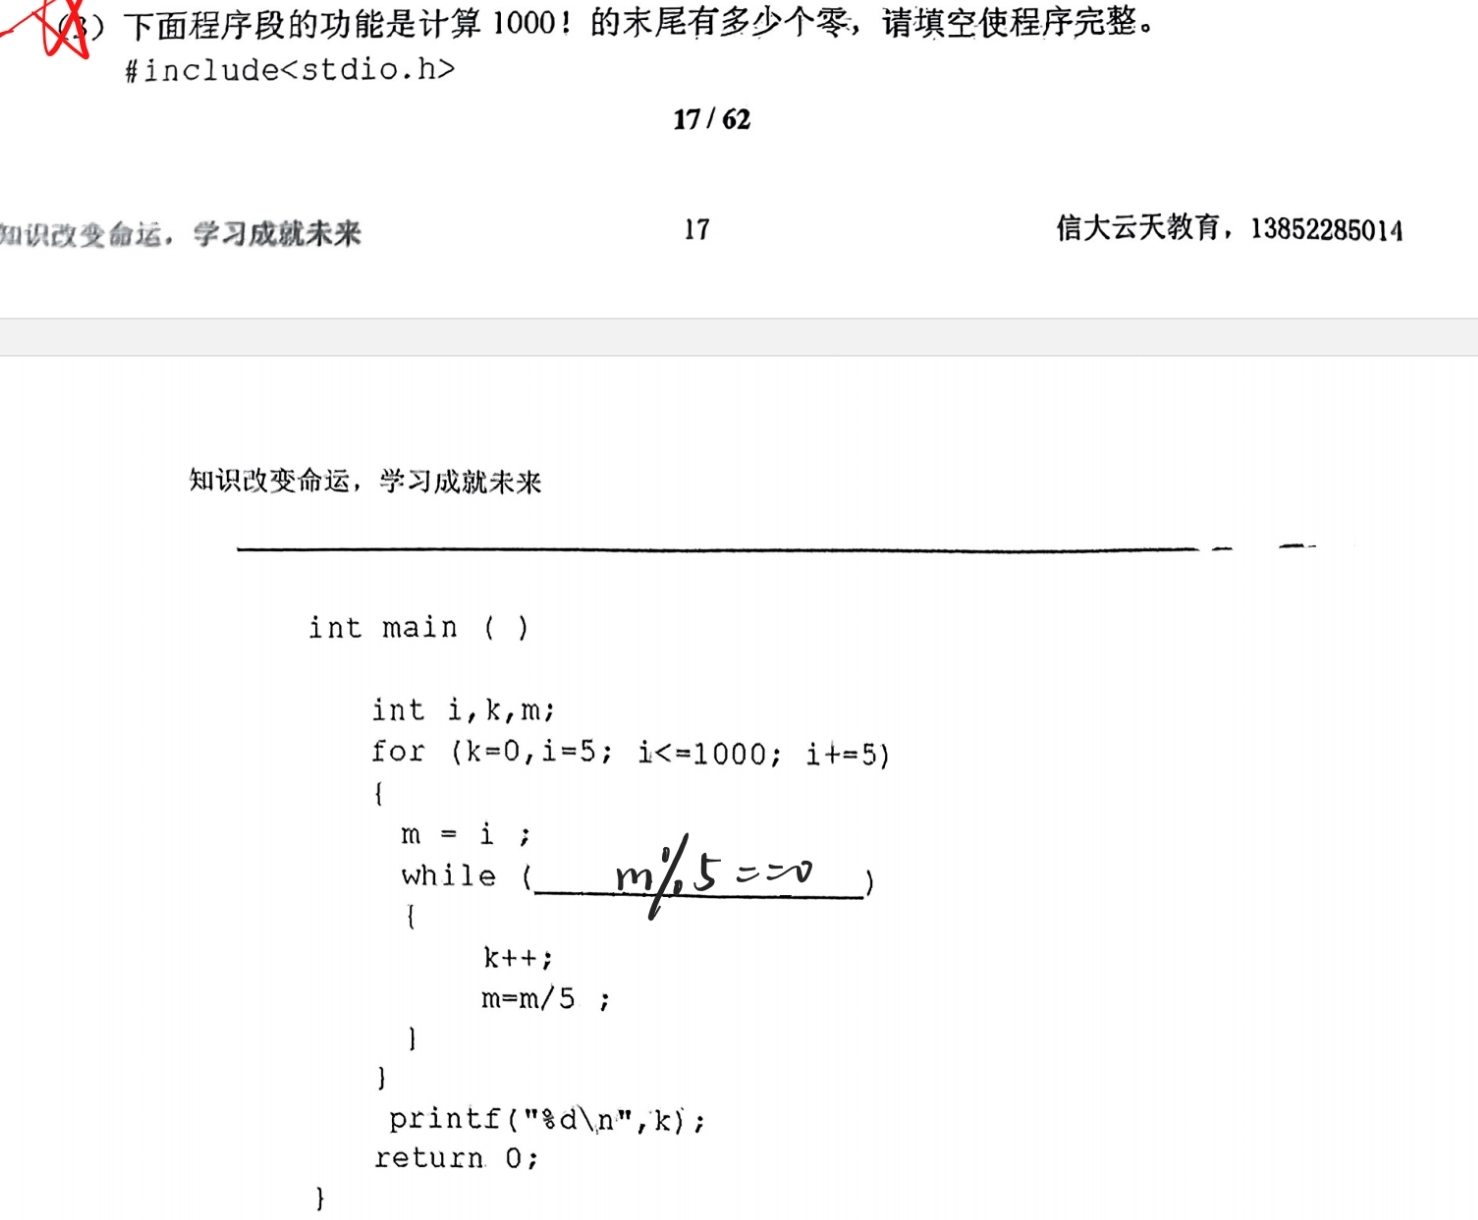 (3) 下面程序段的功能是计算 1000! 的末尾有多少个零,请填空使程序完整。
#include<stdio.h>
17 / 62
知识改变命运,学习成就未来 17 信大云天教育,13852285014
知识改变命运,学习成就未来
int main ( )
int i,k,m;
for (k=0,i=5; i<=1000; i+=5)
{
m = i ;
while ( m%5==0 )
{
k++;
m=m/5 ;
}
}
printf("%d\n",k);
return 0;
}